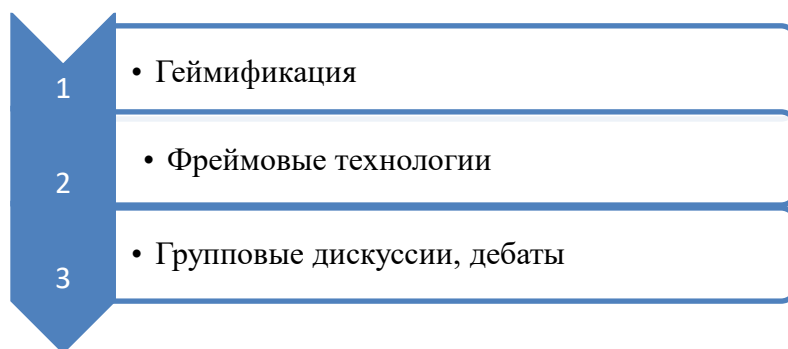 1
• Геймификация
2
• Фреймовые технологии
3
• Групповые дискуссии, дебаты